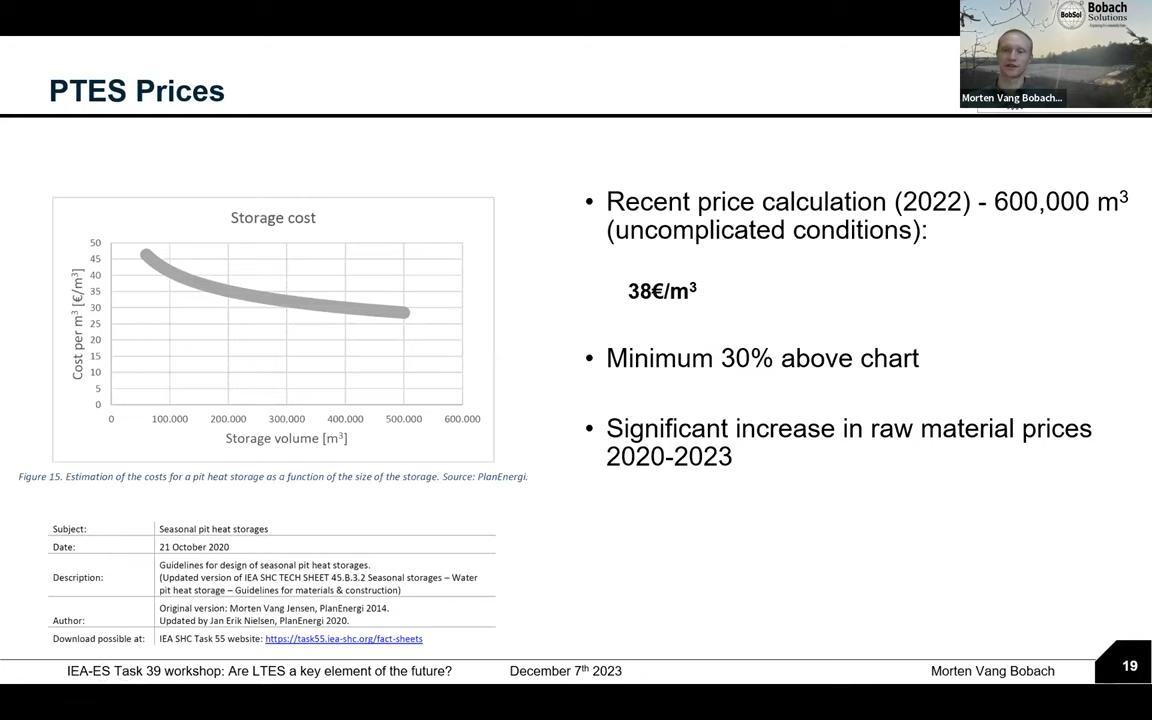 BobSol
Bobach
Solutions
Morten Vang Bobach...
PTES Prices
Storage cost
50
45
40
35
30
25
20
15
10
5
0
Cost per m³ [€/m³]
0 100.000 200.000 300.000 400.000 500.000 600.000
Storage volume [m³]
Figure 15. Estimation of the costs for a pit heat storage as a function of the size of the storage. Source: PlanEnergi.
Subject: Seasonal pit heat storages
Date: 21 October 2020
Description: Guidelines for design of seasonal pit heat storages.
(Updated version of IEA SHC TECH SHEET 45.B.3.2 Seasonal storages – Water
pit heat storage – Guidelines for materials & construction)
Author: Original version: Morten Vang Jensen, PlanEnergi 2014.
Updated by Jan Erik Nielsen, PlanEnergi 2020.
Download possible at: IEA SHC Task 55 website: https://task55.iea-shc.org/fact-sheets
• Recent price calculation (2022) - 600,000 m³
(uncomplicated conditions):
38€/m³
• Minimum 30% above chart
• Significant increase in raw material prices
2020-2023
IEA-ES Task 39 workshop: Are LTES a key element of the future? December 7th 2023 Morten Vang Bobach 19